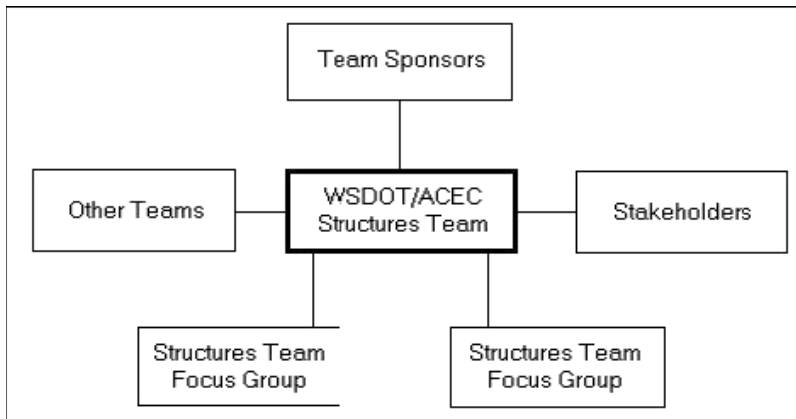 Team Sponsors
Other Teams
WSDOT/ACEC
Structures Team
Stakeholders
Structures Team
Focus Group
Structures Team
Focus Group